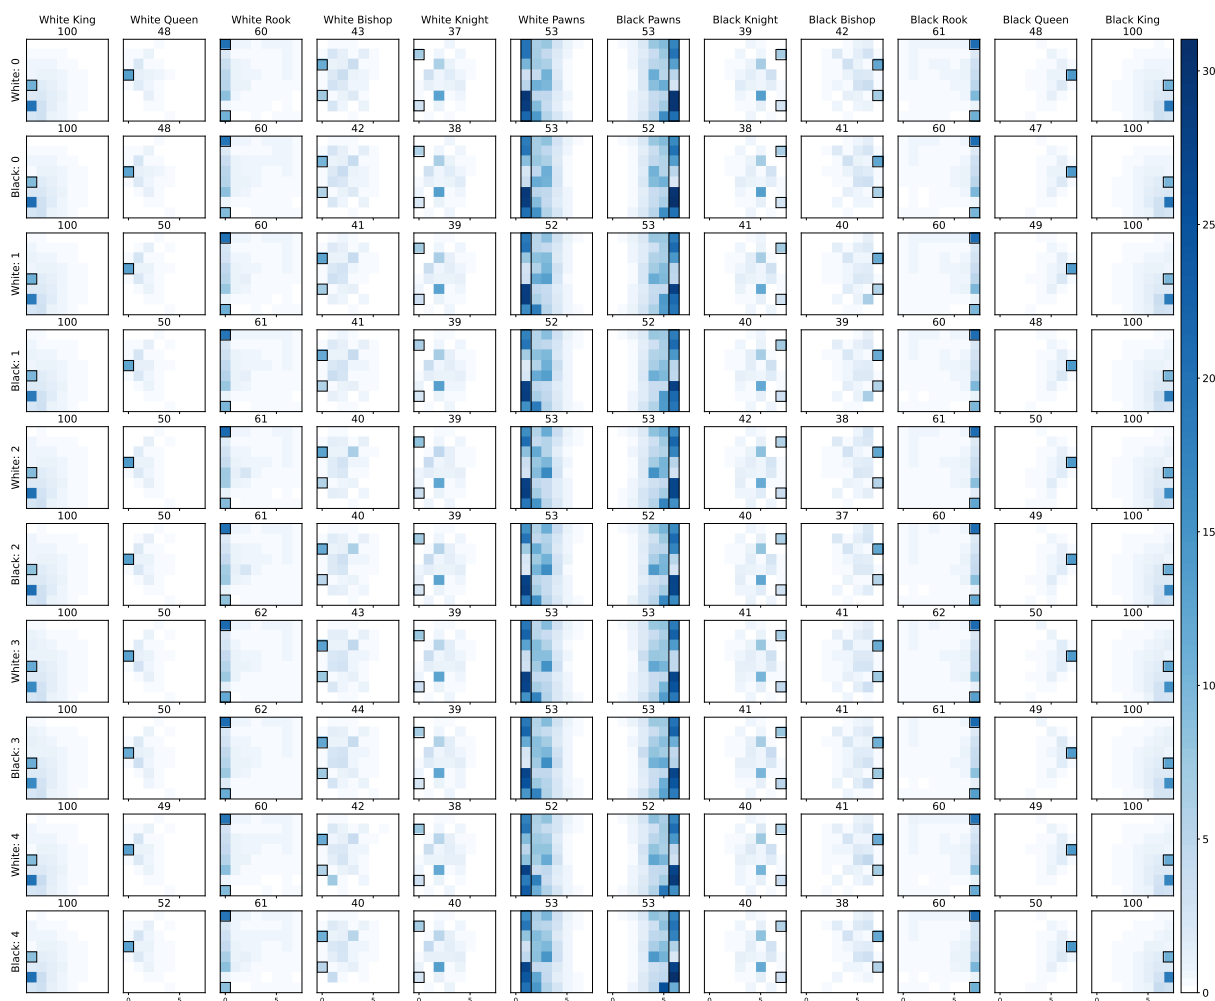 White King White Queen White Rook White Bishop White Knight White Pawns Black Pawns Black Knight Black Bishop Black Rook Black Queen Black King
100 48 60 43 37 53 53 39 42 61 48 100
White: 0
100 48 60 42 38 53 52 38 41 60 47 100
Black: 0
100 50 60 41 39 52 53 41 40 60 49 100
White: 1
100 50 61 41 39 52 52 40 39 60 48 100
Black: 1
100 50 61 40 39 53 53 42 38 61 50 100
White: 2
100 50 61 40 39 53 52 40 37 60 49 100
Black: 2
100 50 62 43 39 53 53 41 41 62 50 100
White: 3
100 50 62 44 39 53 53 41 41 61 49 100
Black: 3
100 49 60 42 38 52 52 40 41 60 49 100
White: 4
100 52 61 40 40 53 53 40 38 60 50 100
Black: 4
30
25
20
15
10
5
0